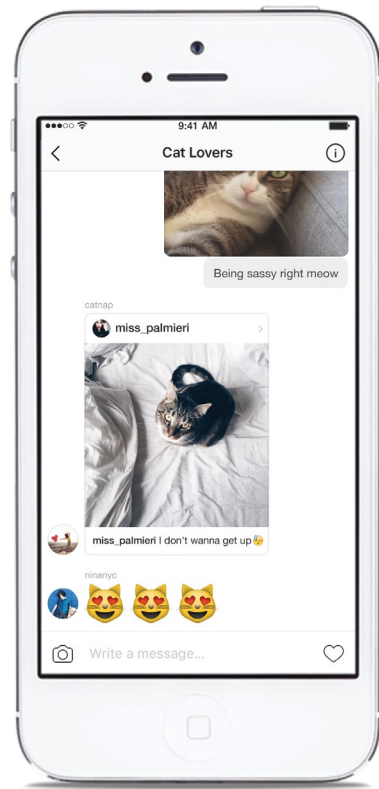 9:41 AM
Cat Lovers
Being sassy right meow
catnap
miss_palmieri
miss_palmieri I don't wanna get up
ninanyc
Write a message...